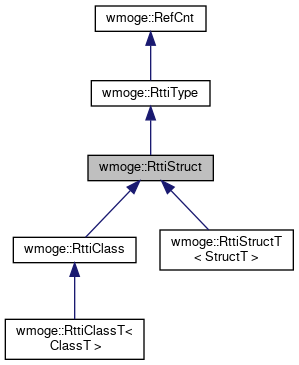 wmoge::RefCnt
wmoge::RttiType
wmoge::RttiStruct
wmoge::RttiClass
wmoge::RttiStructT
< StructT >
wmoge::RttiClassT<
ClassT >